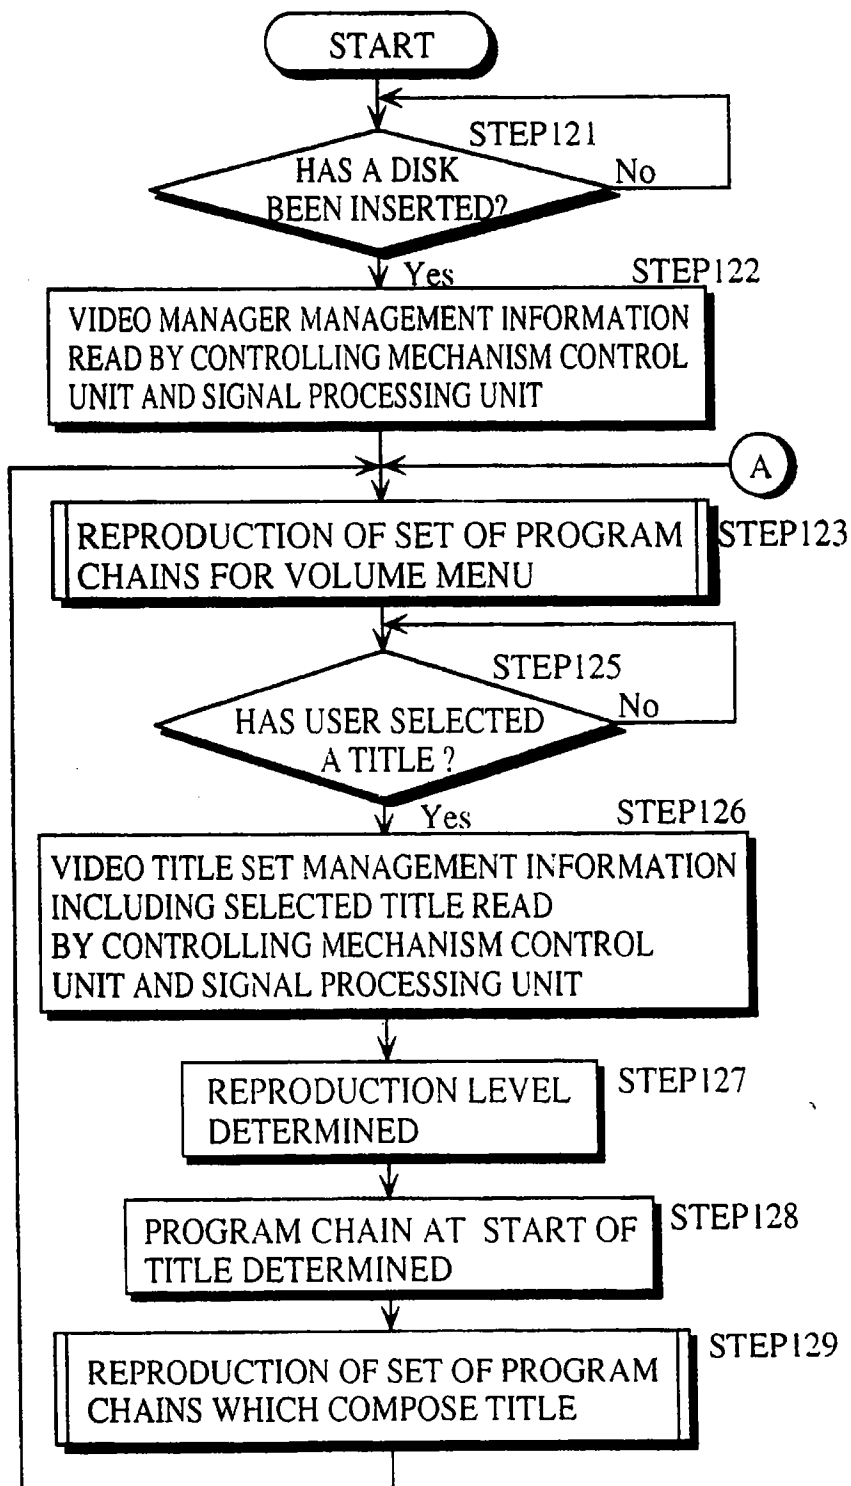 START
STEP121
HAS A DISK
BEEN INSERTED?
No
Yes
STEP122
VIDEO MANAGER MANAGEMENT INFORMATION
READ BY CONTROLLING MECHANISM CONTROL
UNIT AND SIGNAL PROCESSING UNIT
A
REPRODUCTION OF SET OF PROGRAM
CHAINS FOR VOLUME MENU
STEP123
STEP125
HAS USER SELECTED
A TITLE ?
No
Yes
STEP126
VIDEO TITLE SET MANAGEMENT INFORMATION
INCLUDING SELECTED TITLE READ
BY CONTROLLING MECHANISM CONTROL
UNIT AND SIGNAL PROCESSING UNIT
REPRODUCTION LEVEL
DETERMINED
STEP127
PROGRAM CHAIN AT START OF
TITLE DETERMINED
STEP128
REPRODUCTION OF SET OF PROGRAM
CHAINS WHICH COMPOSE TITLE
STEP129